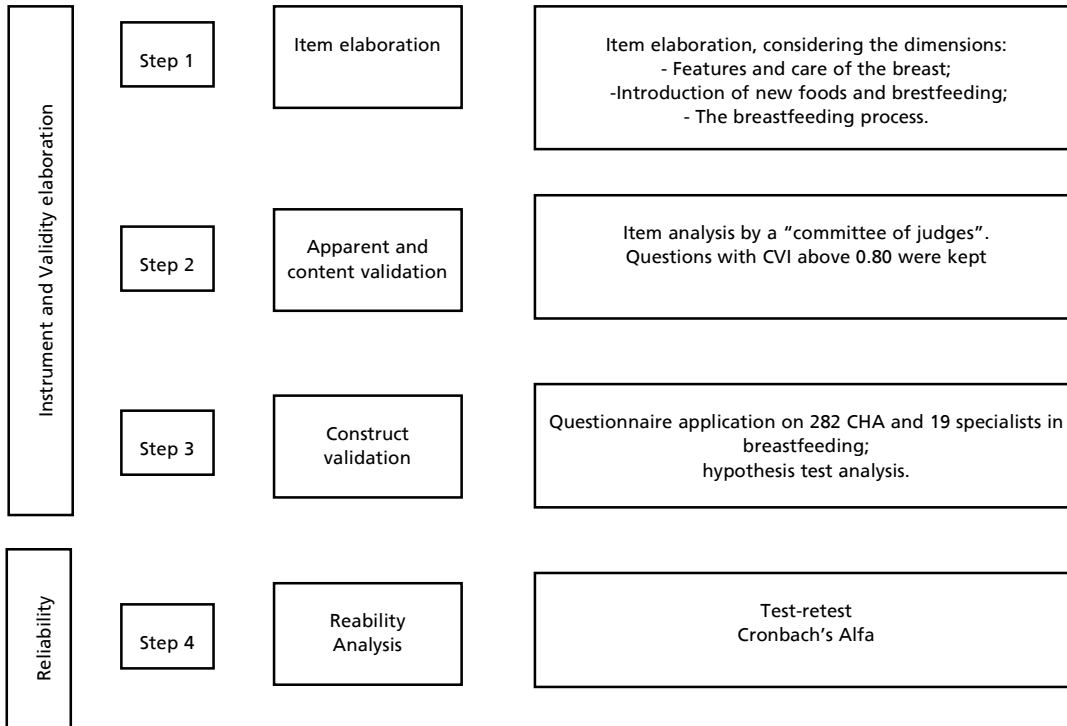 Instrument and Validity elaboration
Step 1
Item elaboration
Item elaboration, considering the dimensions:
- Features and care of the breast;
-Introduction of new foods and brestfeeding;
- The breastfeeding process.
Step 2
Apparent and
content validation
Item analysis by a “committee of judges”.
Questions with CVI above 0.80 were kept
Step 3
Construct
validation
Questionnaire application on 282 CHA and 19 specialists in
breastfeeding;
hypothesis test analysis.
Reliability
Step 4
Reability
Analysis
Test-retest
Cronbach’s Alfa